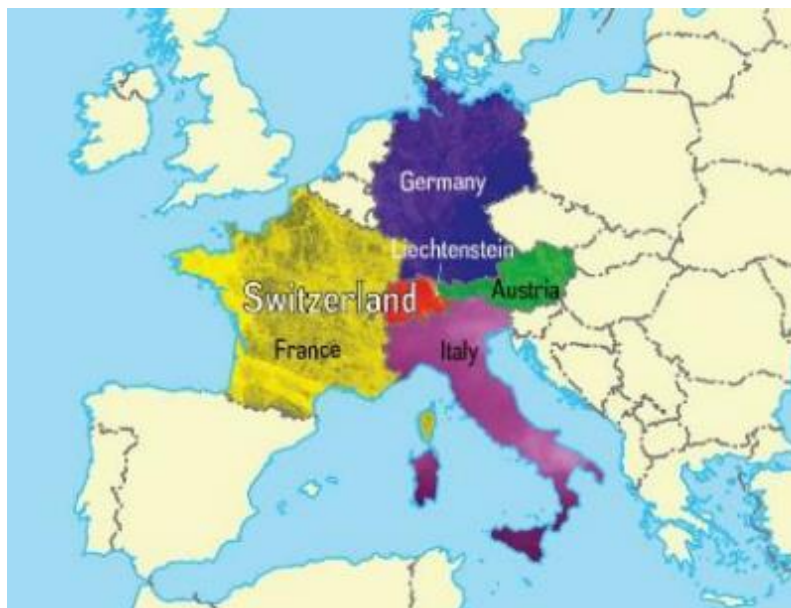 Germany
Liechtenstein
Switzerland
Austria
France
Italy